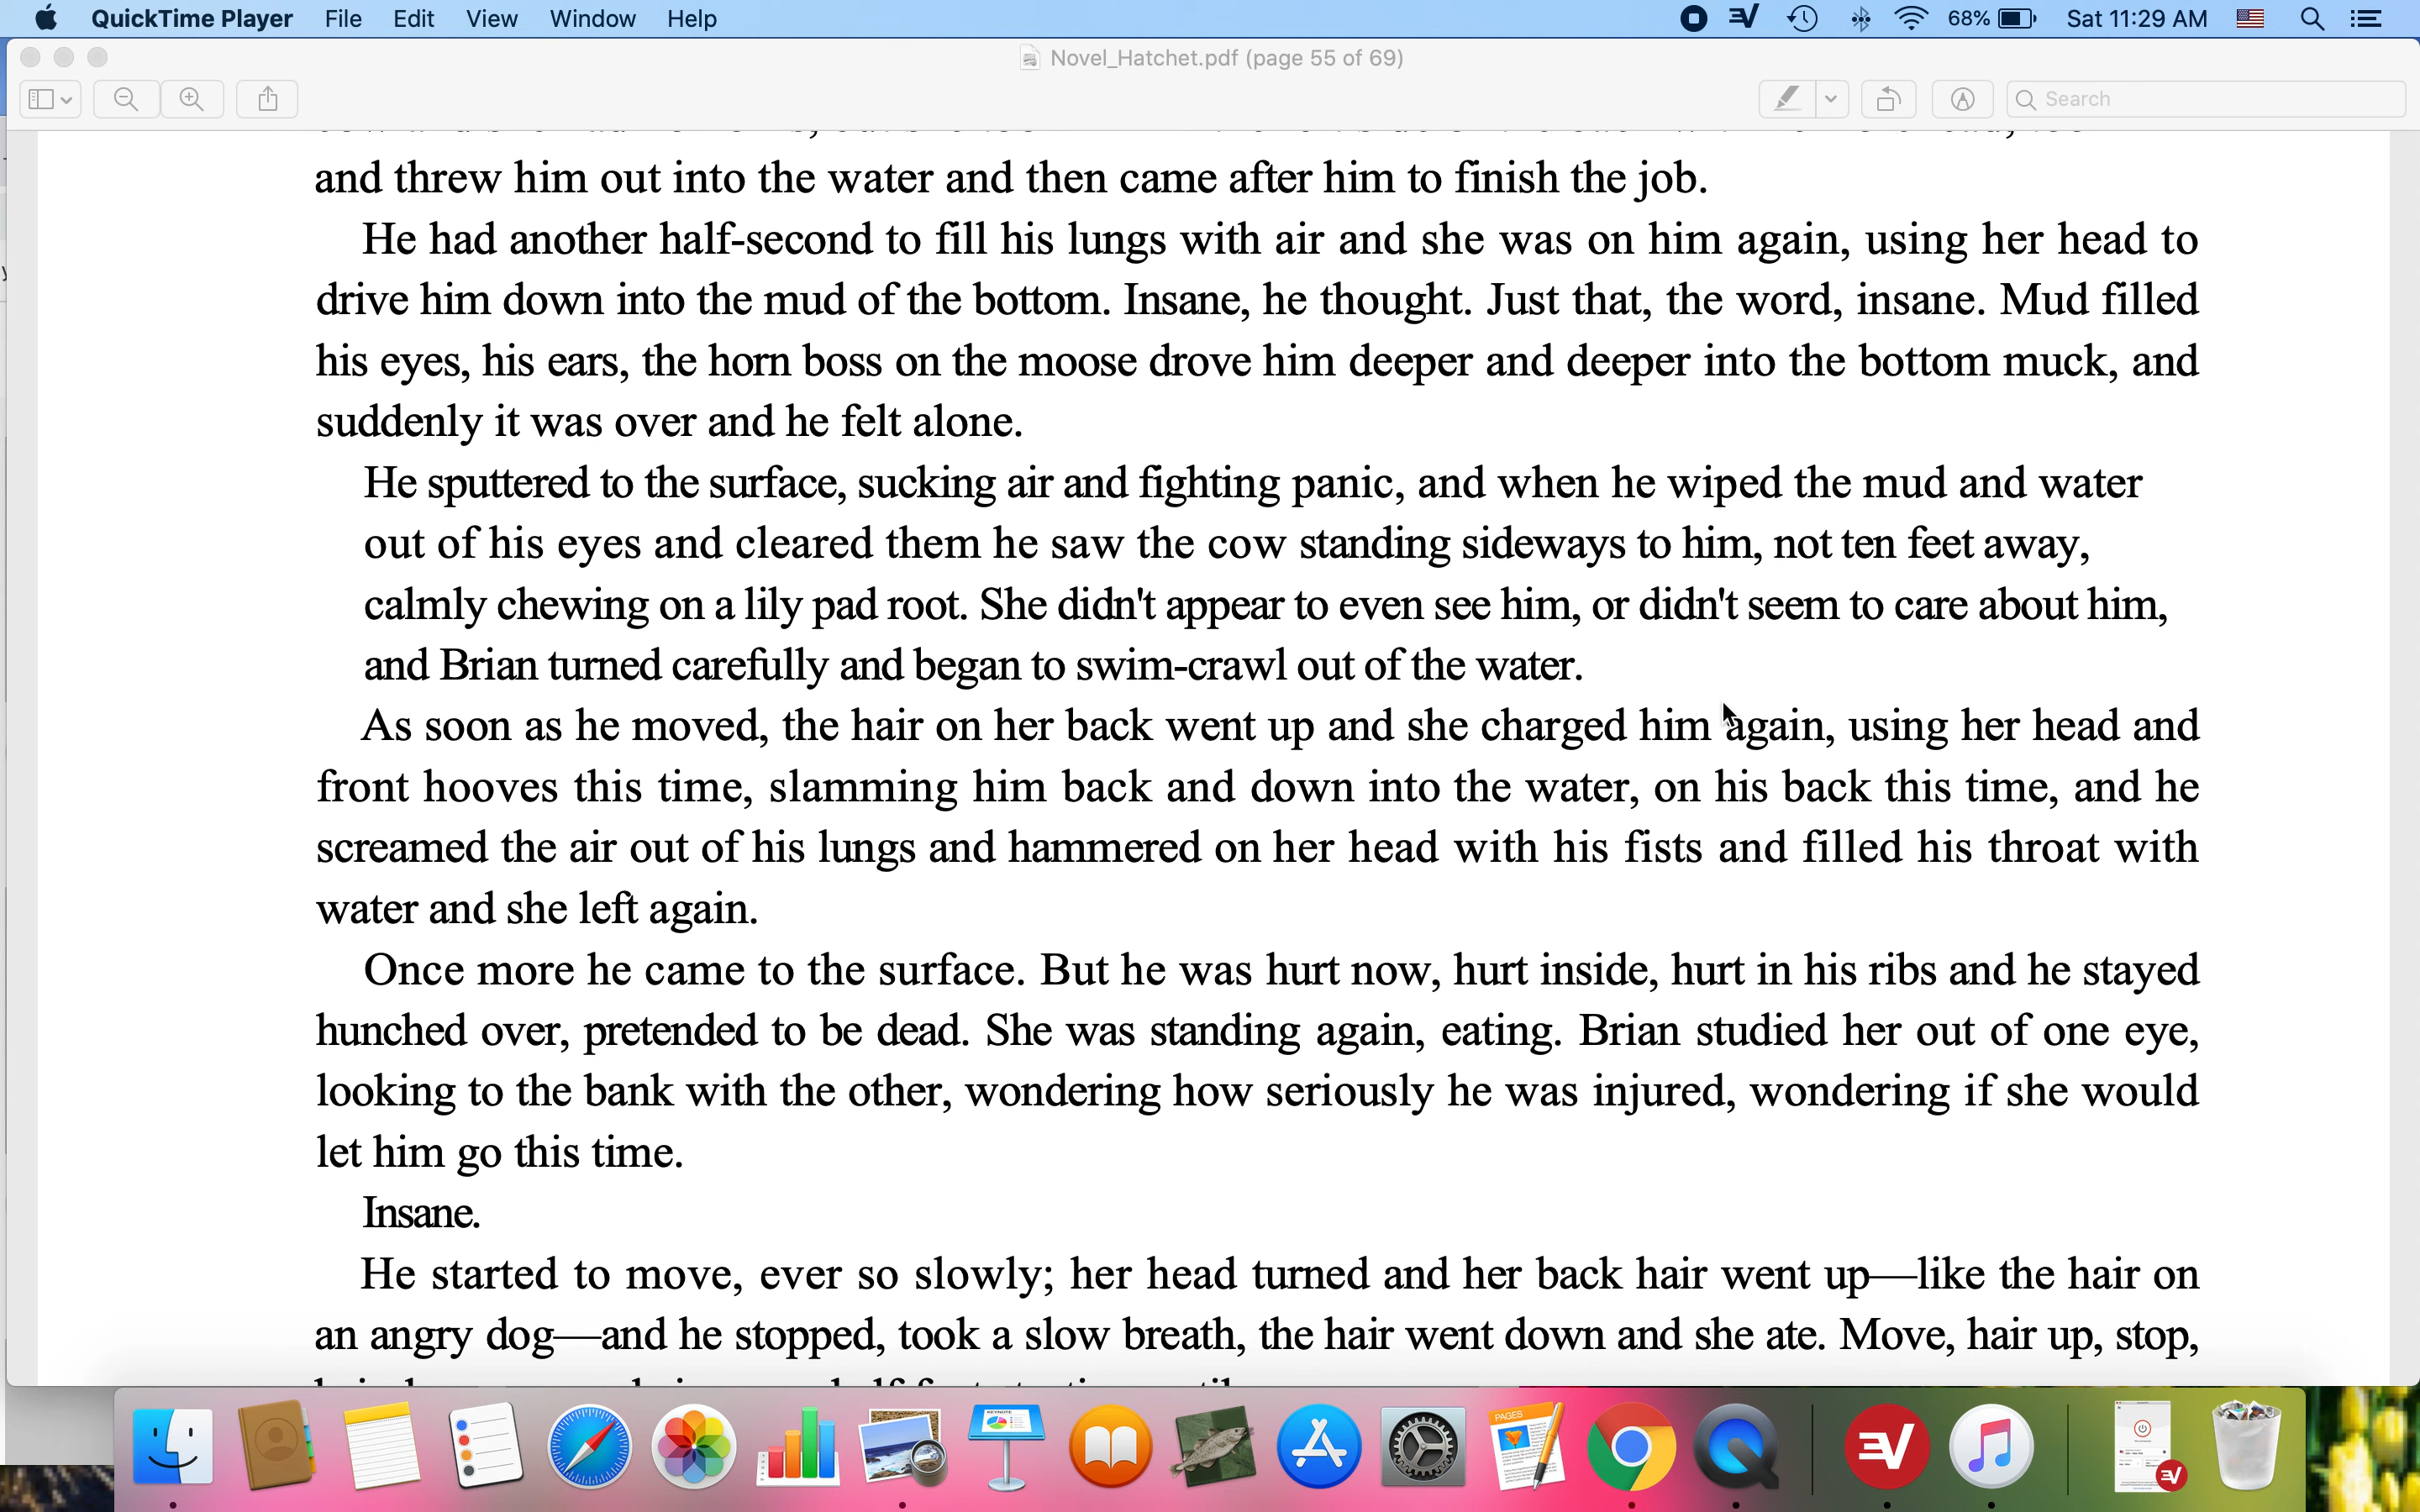 QuickTime Player File Edit View Window Help 68% Sat 11:29 AM
Novel_Hatchet.pdf (page 55 of 69)
Search
and threw him out into the water and then came after him to finish the job.
He had another half-second to fill his lungs with air and she was on him again, using her head to
drive him down into the mud of the bottom. Insane, he thought. Just that, the word, insane. Mud filled
his eyes, his ears, the horn boss on the moose drove him deeper and deeper into the bottom muck, and
suddenly it was over and he felt alone.
He sputtered to the surface, sucking air and fighting panic, and when he wiped the mud and water
out of his eyes and cleared them he saw the cow standing sideways to him, not ten feet away,
calmly chewing on a lily pad root. She didn't appear to even see him, or didn't seem to care about him,
and Brian turned carefully and began to swim-crawl out of the water.
As soon as he moved, the hair on her back went up and she charged him again, using her head and
front hooves this time, slamming him back and down into the water, on his back this time, and he
screamed the air out of his lungs and hammered on her head with his fists and filled his throat with
water and she left again.
Once more he came to the surface. But he was hurt now, hurt inside, hurt in his ribs and he stayed
hunched over, pretended to be dead. She was standing again, eating. Brian studied her out of one eye,
looking to the bank with the other, wondering how seriously he was injured, wondering if she would
let him go this time.
Insane.
He started to move, ever so slowly; her head turned and her back hair went up—like the hair on
an angry dog—and he stopped, took a slow breath, the hair went down and she ate. Move, hair up, stop,
KEYNOTE
PAGES